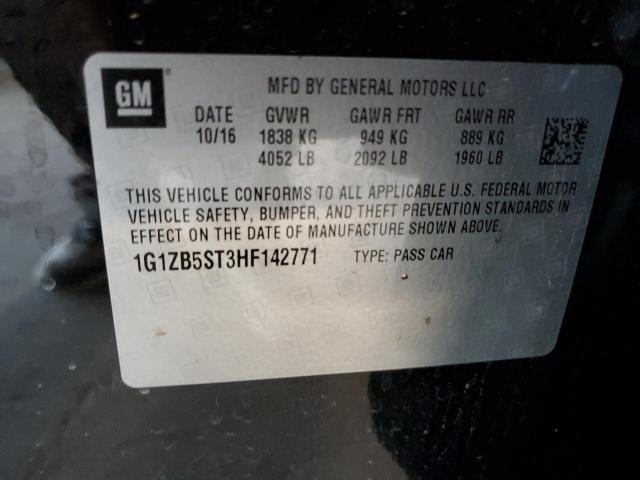 GM
MFD BY GENERAL MOTORS LLC
DATE GVWR GAWR FRT GAWR RR
10/16 1838 KG 949 KG 889 KG
4052 LB 2092 LB 1960 LB
THIS VEHICLE CONFORMS TO ALL APPLICABLE U.S. FEDERAL MOTOR
VEHICLE SAFETY, BUMPER, AND THEFT PREVENTION STANDARDS IN
EFFECT ON THE DATE OF MANUFACTURE SHOWN ABOVE.
1G1ZB5ST3HF142771 TYPE: PASS CAR